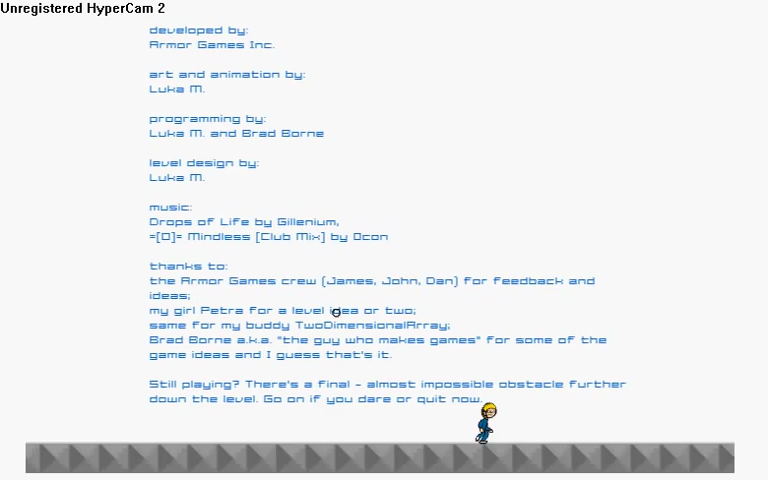 Unregistered HyperCam 2
developed by:
Armor Games Inc.
art and animation by:
Luka M.
programming by:
Luka M. and Brad Borne
level design by:
Luka M.
music:
Drops of Life by Gillenium,
=[O]= Mindless [Club Mix] by Ocon
thanks to:
the Armor Games crew (James, John, Dan) for feedback and
ideas;
my girl Petra for a level idea or two;
same for my buddy TwoDimensionalArray;
Brad Borne a.k.a. "the guy who makes games" for some of the
game ideas and I guess that's it.
Still playing? There's a final - almost impossible obstacle further
down the level. Go on if you dare or quit now.